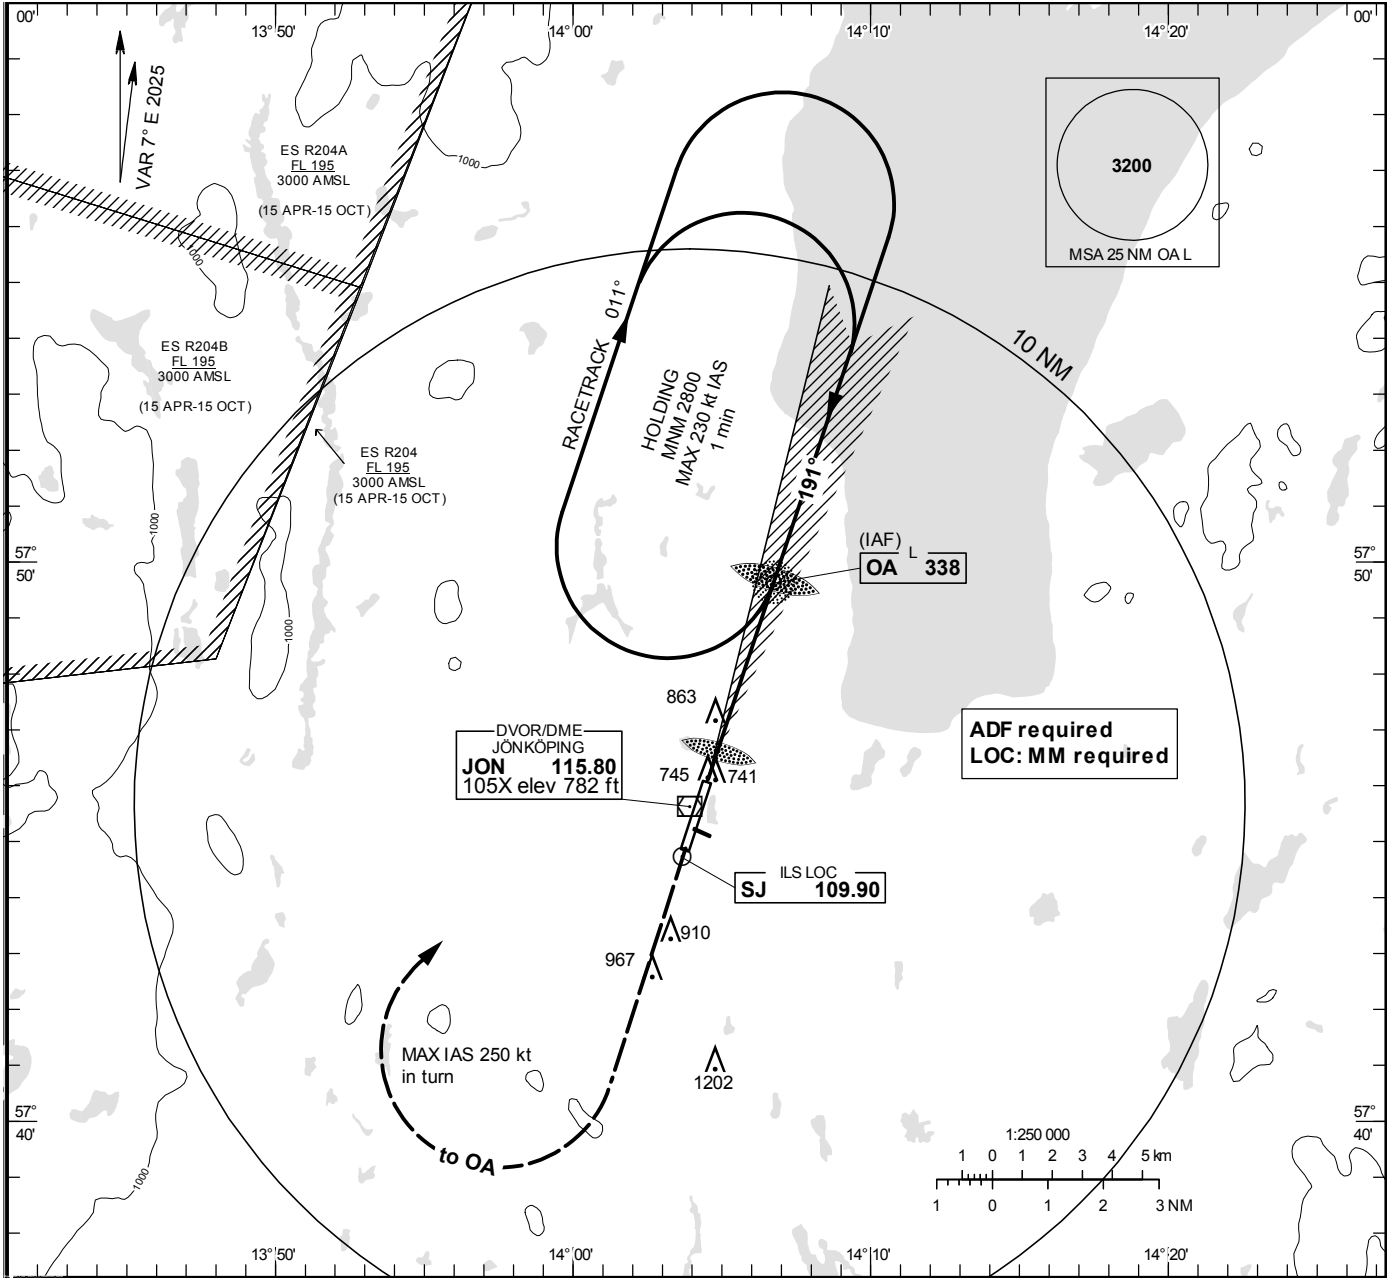 00'
13°50'
14°00'
14°10'
14°20'
00'
VAR 7° E 2025
ES R204A
FL 195
3000 AMSL
(15 APR-15 OCT)
1000
1000
3200
MSA 25 NM OA L
10 NM
ES R204B
FL 195
3000 AMSL
(15 APR-15 OCT)
RACETRACK 011°
HOLDING
MNM 2800
MAX 230 kt IAS
1 min
191°
ES R204
FL 195
3000 AMSL
(15 APR-15 OCT)
1000
57°
50'
(IAF)
L
OA 338
57°
50'
1000
863
DVOR/DME
JÖNKÖPING
JON 115.80
105X elev 782 ft
745
741
ADF required
LOC: MM required
ILS LOC
SJ 109.90
910
967
MAX IAS 250 kt
in turn
1202
57°
40'
to OA
1:250 000
1 0 1 2 3 4 5 km
1 0 1 2 3 NM
57°
40'
1000
13°50'
14°00'
14°10'
14°20'